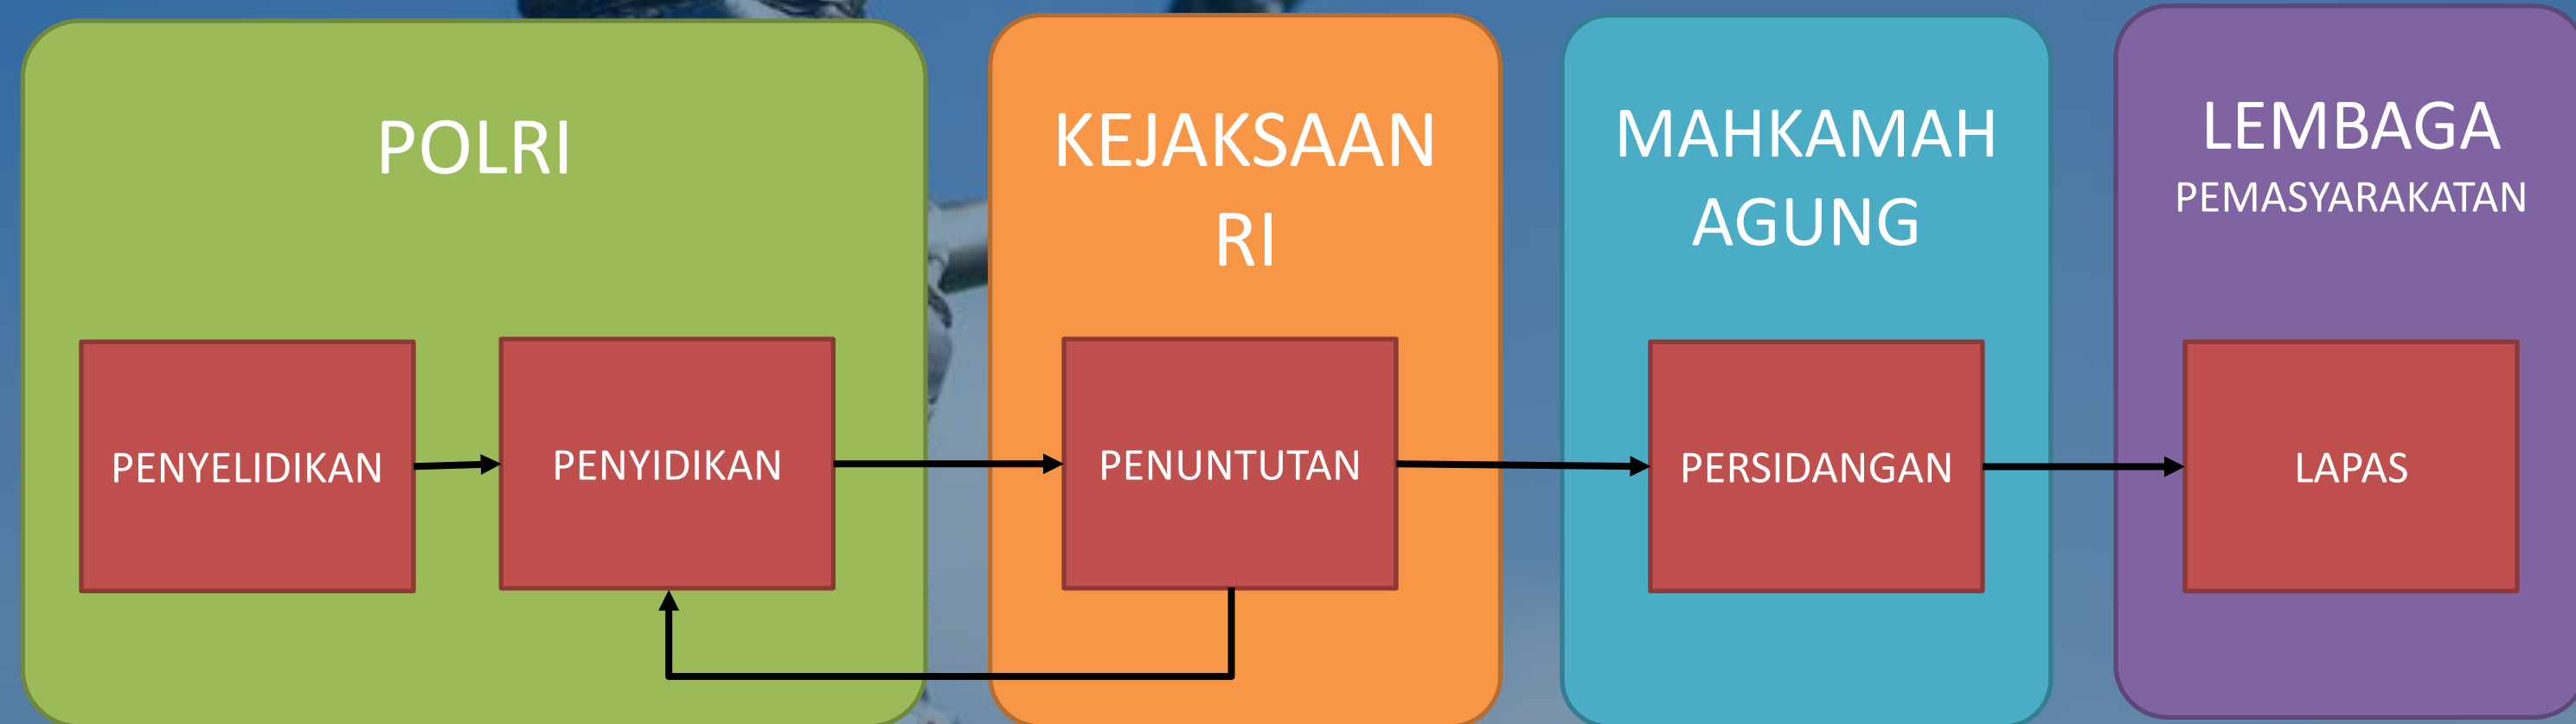 POLRI
KEJAKSAAN
RI
MAHKAMAH
AGUNG
LEMBAGA
PEMASYARAKATAN
PENYELIDIKAN
PENYIDIKAN
PENUNTUTAN
PERSIDANGAN
LAPAS